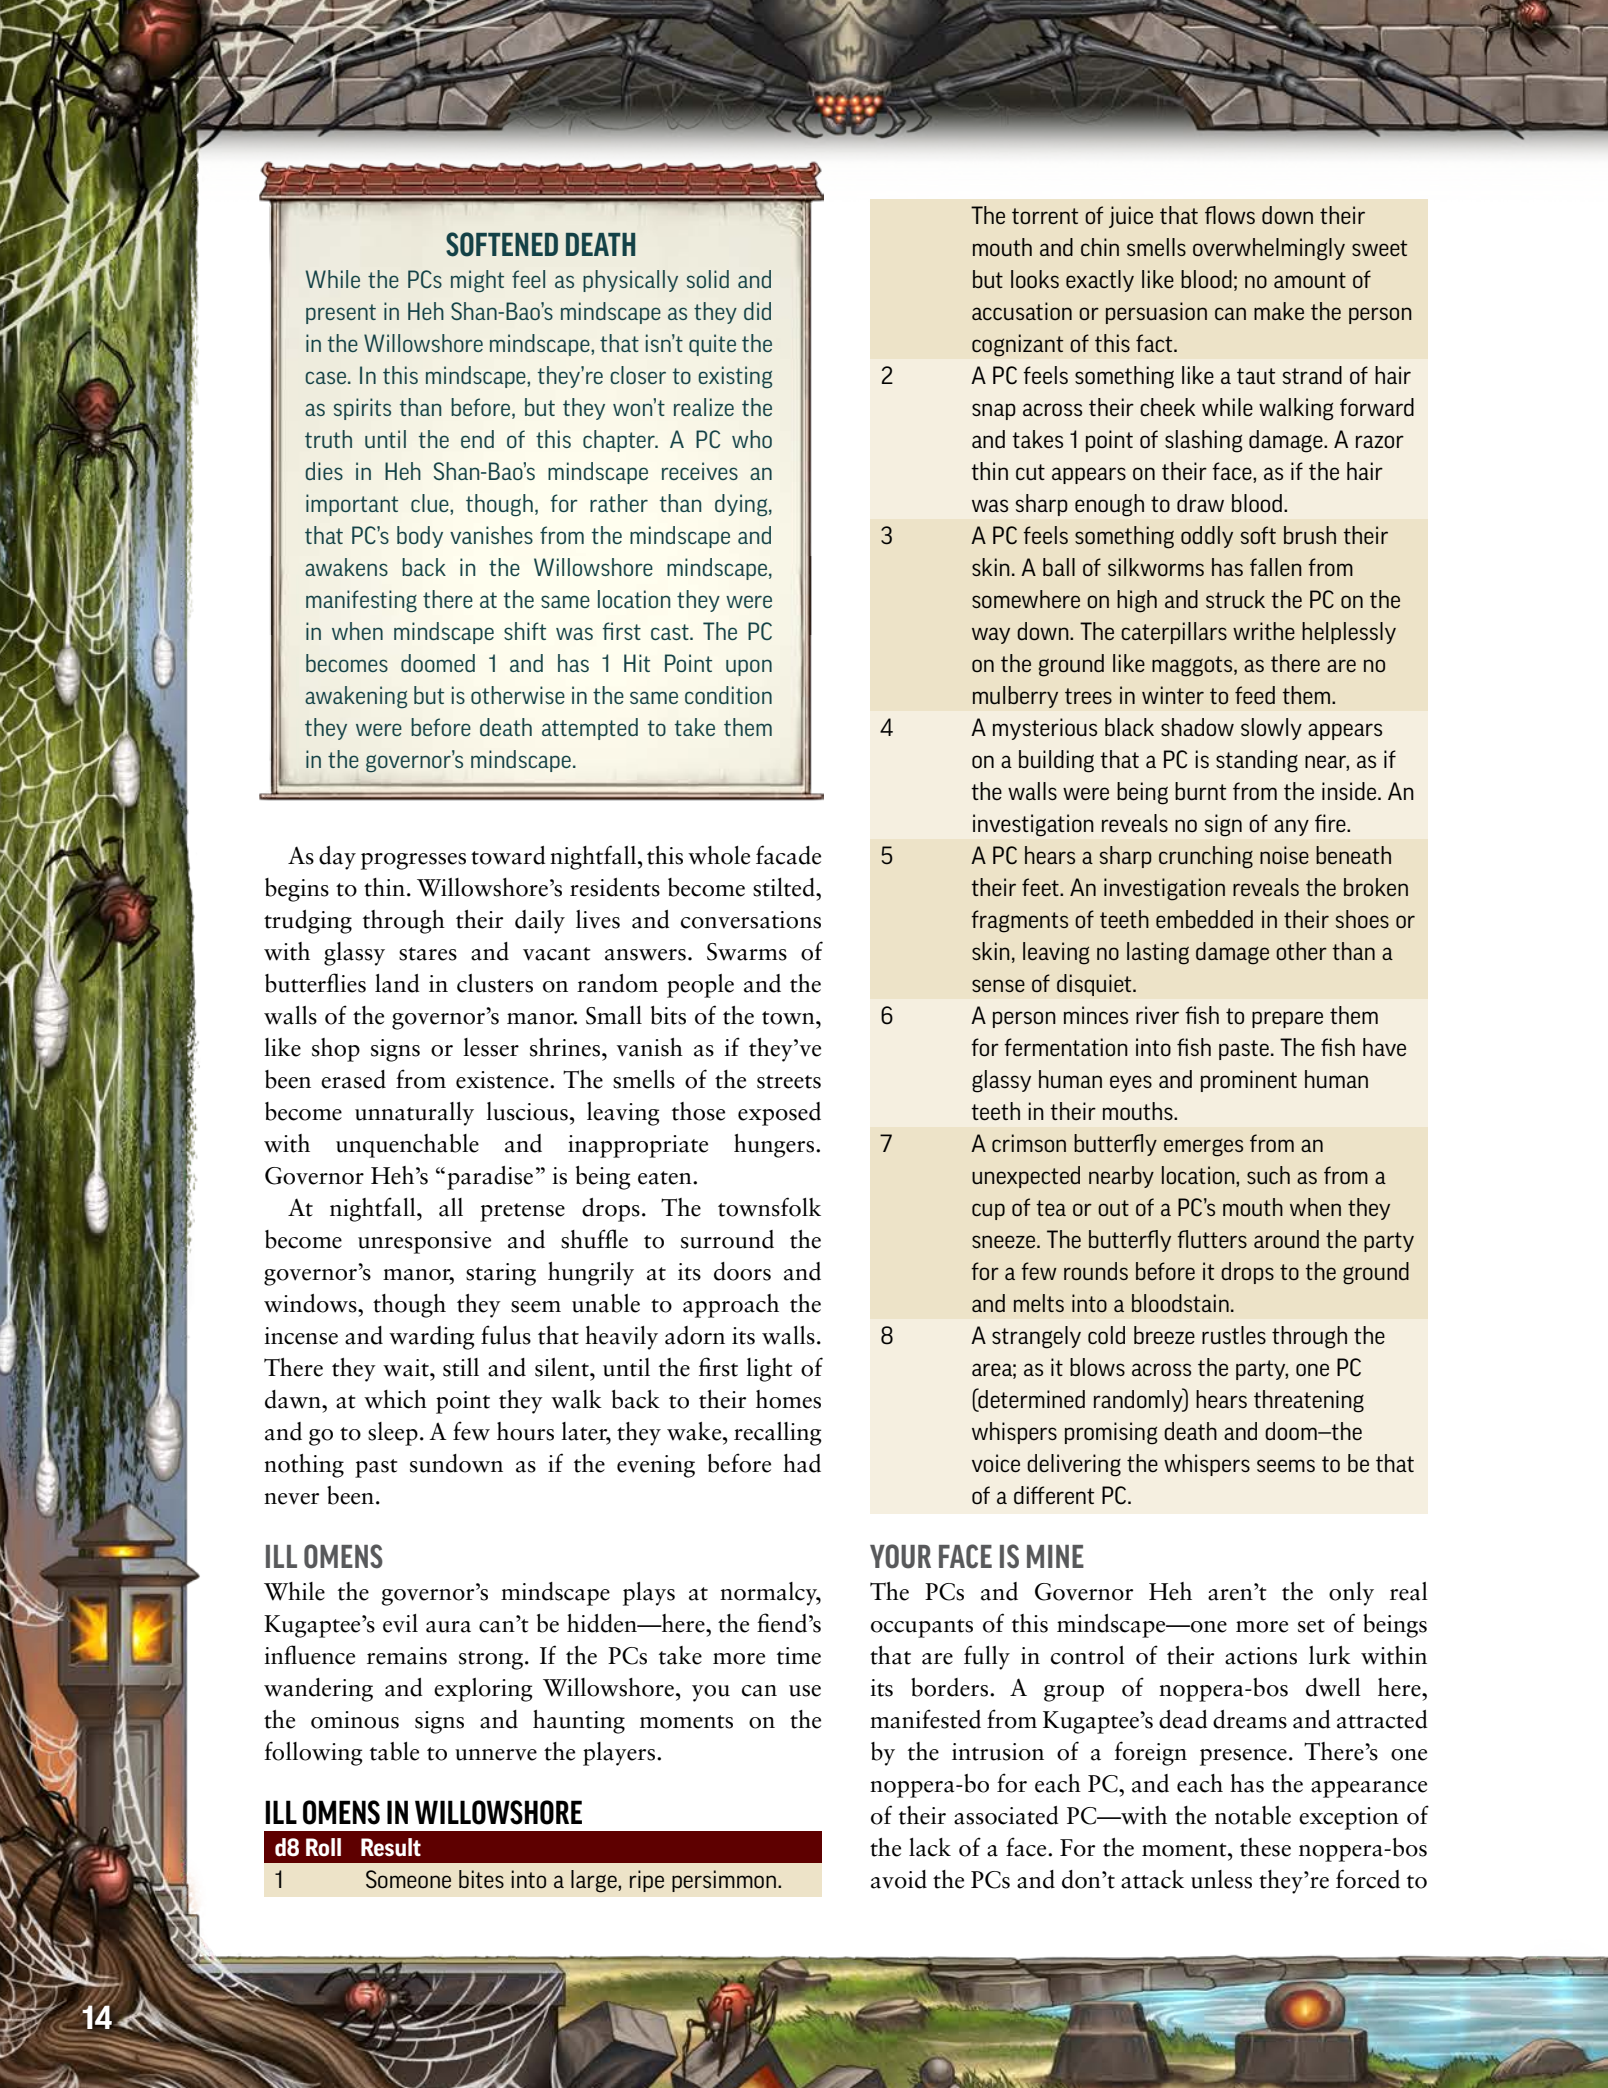 SOFTENED DEATH
While the PCs might feel as physically solid and
present in Heh Shan-Bao’s mindscape as they did
in the Willowshore mindscape, that isn’t quite the
case. In this mindscape, they’re closer to existing
as spirits than before, but they won’t realize the
truth until the end of this chapter. A PC who
dies in Heh Shan-Bao’s mindscape receives an
important clue, though, for rather than dying,
that PC’s body vanishes from the mindscape and
awakens back in the Willowshore mindscape,
manifesting there at the same location they were
in when mindscape shift was first cast. The PC
becomes doomed 1 and has 1 Hit Point upon
awakening but is otherwise in the same condition
they were before death attempted to take them
in the governor’s mindscape.
As day progresses toward nightfall, this whole facade
begins to thin. Willowshore’s residents become stilted,
trudging through their daily lives and conversations
with glassy stares and vacant answers. Swarms of
butterflies land in clusters on random people and the
walls of the governor’s manor. Small bits of the town,
like shop signs or lesser shrines, vanish as if they’ve
been erased from existence. The smells of the streets
become unnaturally luscious, leaving those exposed
with unquenchable and inappropriate hungers.
Governor Heh’s “paradise” is being eaten.
At nightfall, all pretense drops. The townsfolk
become unresponsive and shuffle to surround the
governor’s manor, staring hungrily at its doors and
windows, though they seem unable to approach the
incense and warding fulus that heavily adorn its walls.
There they wait, still and silent, until the first light of
dawn, at which point they walk back to their homes
and go to sleep. A few hours later, they wake, recalling
nothing past sundown as if the evening before had
never been.
ILL OMENS
While the governor’s mindscape plays at normalcy,
Kugaptee’s evil aura can’t be hidden—here, the fiend’s
influence remains strong. If the PCs take more time
wandering and exploring Willowshore, you can use
the ominous signs and haunting moments on the
following table to unnerve the players.
ILL OMENS IN WILLOWSHORE
d8 Roll Result
1 Someone bites into a large, ripe persimmon.
The torrent of juice that flows down their
mouth and chin smells overwhelmingly sweet
but looks exactly like blood; no amount of
accusation or persuasion can make the person
cognizant of this fact.
2 A PC feels something like a taut strand of hair
snap across their cheek while walking forward
and takes 1 point of slashing damage. A razor
thin cut appears on their face, as if the hair
was sharp enough to draw blood.
3 A PC feels something oddly soft brush their
skin. A ball of silkworms has fallen from
somewhere on high and struck the PC on the
way down. The caterpillars writhe helplessly
on the ground like maggots, as there are no
mulberry trees in winter to feed them.
4 A mysterious black shadow slowly appears
on a building that a PC is standing near, as if
the walls were being burnt from the inside. An
investigation reveals no sign of any fire.
5 A PC hears a sharp crunching noise beneath
their feet. An investigation reveals the broken
fragments of teeth embedded in their shoes or
skin, leaving no lasting damage other than a
sense of disquiet.
6 A person minces river fish to prepare them
for fermentation into fish paste. The fish have
glassy human eyes and prominent human
teeth in their mouths.
7 A crimson butterfly emerges from an
unexpected nearby location, such as from a
cup of tea or out of a PC’s mouth when they
sneeze. The butterfly flutters around the party
for a few rounds before it drops to the ground
and melts into a bloodstain.
8 A strangely cold breeze rustles through the
area; as it blows across the party, one PC
(determined randomly) hears threatening
whispers promising death and doom—the
voice delivering the whispers seems to be that
of a different PC.
YOUR FACE IS MINE
The PCs and Governor Heh aren’t the only real
occupants of this mindscape—one more set of beings
that are fully in control of their actions lurk within
its borders. A group of noppera-bos dwell here,
manifested from Kugaptee’s dead dreams and attracted
by the intrusion of a foreign presence. There’s one
noppera-bo for each PC, and each has the appearance
of their associated PC—with the notable exception of
the lack of a face. For the moment, these noppera-bos
avoid the PCs and don’t attack unless they’re forced to
14